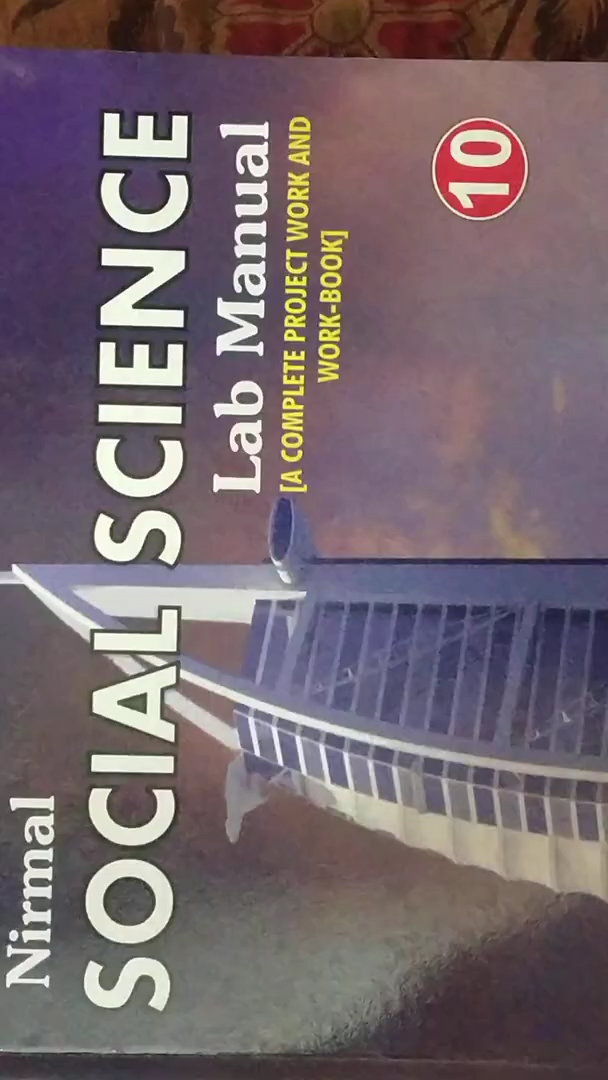 Nirmal
SOCIAL SCIENCE
Lab Manual
[A COMPLETE PROJECT WORK AND
WORK-BOOK]
10